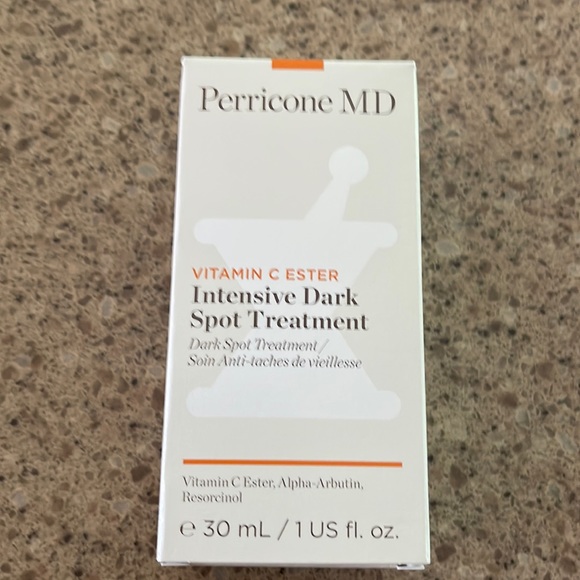 Perricone MD
VITAMIN C ESTER
Intensive Dark
Spot Treatment
Dark Spot Treatment /
Soin Anti-taches de vieillesse
Vitamin C Ester, Alpha-Arbutin,
Resorcinol
℮ 30 mL / 1 US fl. oz.